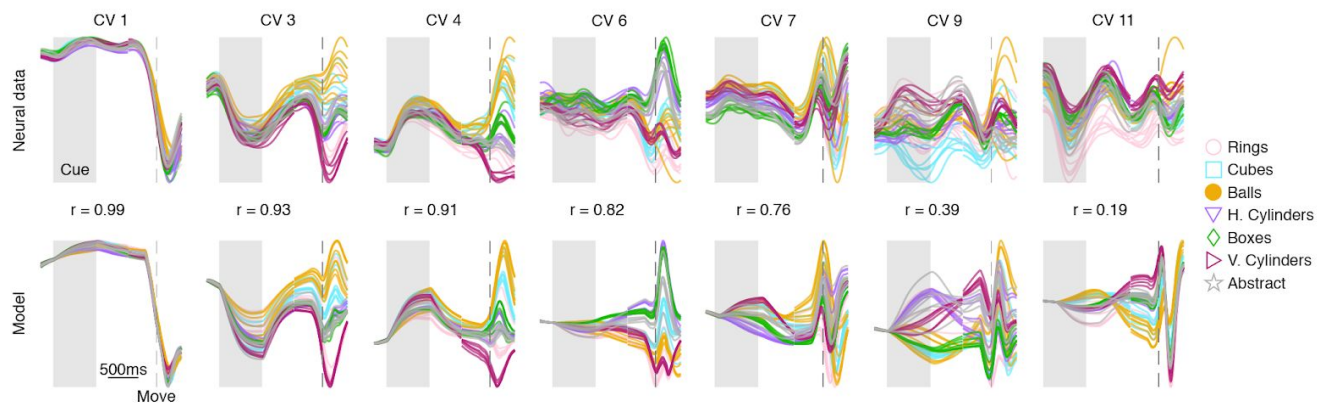 CV 1 CV 3 CV 4 CV 6 CV 7 CV 9 CV 11
Neural data
Cue
r = 0.99 r = 0.93 r = 0.91 r = 0.82 r = 0.76 r = 0.39 r = 0.19
Model
500ms
Move
Rings
Cubes
Balls
H. Cylinders
Boxes
V. Cylinders
Abstract